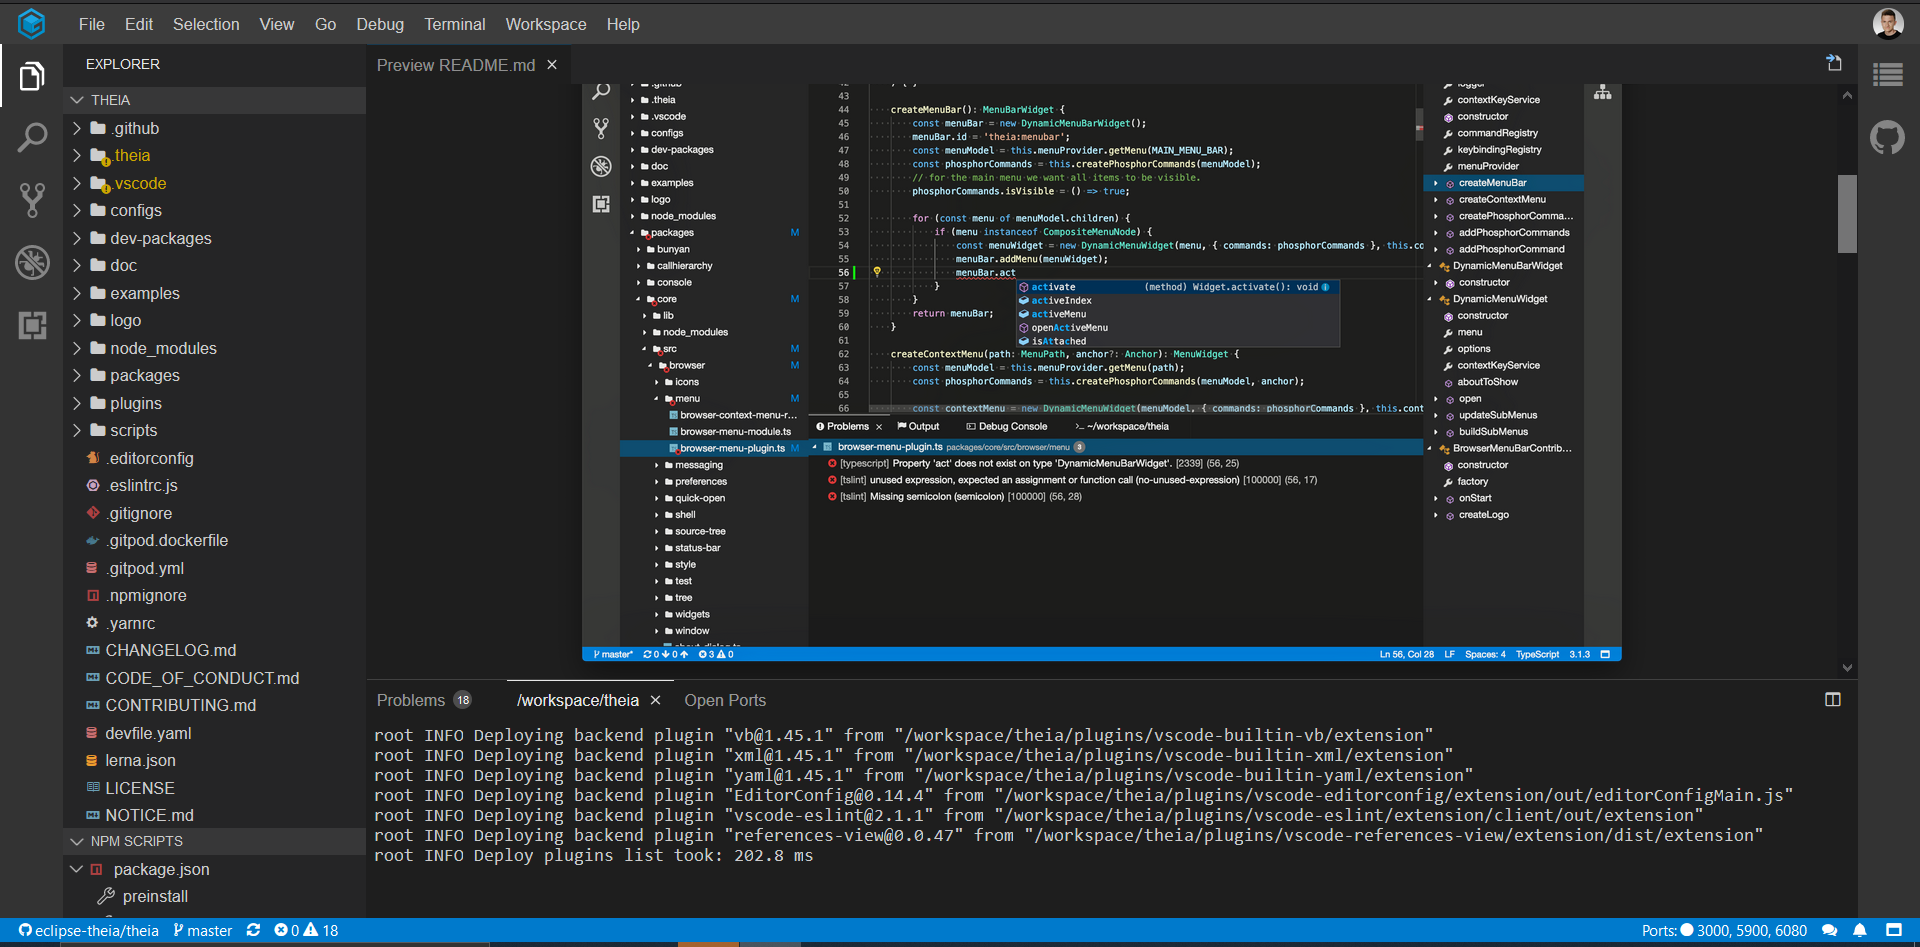 File Edit Selection View Go Debug Terminal Workspace Help
EXPLORER
THEIA
.github
.theia
.vscode
configs
dev-packages
doc
examples
logo
node_modules
packages
plugins
scripts
.editorconfig
.eslintrc.js
.gitignore
.gitpod.dockerfile
.gitpod.yml
.npmignore
.yarnrc
CHANGELOG.md
CODE_OF_CONDUCT.md
CONTRIBUTING.md
devfile.yaml
lerna.json
LICENSE
NOTICE.md
NPM SCRIPTS
package.json
preinstall
Preview README.md
.theia
.vscode
configs
dev-packages
doc
examples
logo
node_modules
packages M
bunyan
callhierarchy
console
core M
lib
node_modules
src M
browser M
icons
menu M
browser-context-menu-r...
browser-menu-module.ts
browser-menu-plugin.ts M
messaging
preferences
quick-open
shell
source-tree
status-bar
style
test
tree
widgets
window
43
44 createMenuBar(): MenuBarWidget {
45 const menuBar = new DynamicMenuBarWidget();
46 menuBar.id = 'theia:menubar';
47 const menuModel = this.menuProvider.getMenu(MAIN_MENU_BAR);
48 const phosphorCommands = this.createPhosphorCommands(menuModel);
49 // for the main menu we want all items to be visible.
50 phosphorCommands.isVisible = () => true;
51
52 for (const menu of menuModel.children) {
53 if (menu instanceof CompositeMenuNode) {
54 const menuWidget = new DynamicMenuWidget(menu, { commands: phosphorCommands }, this.co
55 menuBar.addMenu(menuWidget);
56 menuBar.act
57 }
58 }
59 return menuBar;
60 }
61
62 createContextMenu(path: MenuPath, anchor?: Anchor): MenuWidget {
63 const menuModel = this.menuProvider.getMenu(path);
64 const phosphorCommands = this.createPhosphorCommands(menuModel, anchor);
65
66 const contextMenu = new DynamicMenuWidget(menuModel, { commands: phosphorCommands }, this.cont
activate (method) Widget.activate(): void
activeIndex
activeMenu
openActiveMenu
isAttached
Problems Output Debug Console >_ ~/workspace/theia
browser-menu-plugin.ts packages/core/src/browser/menu 3
[typescript] Property 'act' does not exist on type 'DynamicMenuBarWidget'. [2339] (56, 25)
[tslint] unused expression, expected an assignment or function call (no-unused-expression) [100000] (56, 17)
[tslint] Missing semicolon (semicolon) [100000] (56, 28)
contextKeyService
constructor
commandRegistry
keybindingRegistry
menuProvider
createMenuBar
createContextMenu
createPhosphorComma...
addPhosphorCommands
addPhosphorCommand
DynamicMenuBarWidget
constructor
DynamicMenuWidget
constructor
menu
options
contextKeyService
aboutToShow
open
updateSubMenus
buildSubMenus
BrowserMenuBarContrib...
constructor
factory
onStart
createLogo
master* 0 0 3 0
Ln 56, Col 28 LF Spaces: 4 TypeScript 3.1.3
Problems 18 /workspace/theia Open Ports
root INFO Deploying backend plugin "vb@1.45.1" from "/workspace/theia/plugins/vscode-builtin-vb/extension"
root INFO Deploying backend plugin "xml@1.45.1" from "/workspace/theia/plugins/vscode-builtin-xml/extension"
root INFO Deploying backend plugin "yaml@1.45.1" from "/workspace/theia/plugins/vscode-builtin-yaml/extension"
root INFO Deploying backend plugin "EditorConfig@0.14.4" from "/workspace/theia/plugins/vscode-editorconfig/extension/out/editorConfigMain.js"
root INFO Deploying backend plugin "vscode-eslint@2.1.1" from "/workspace/theia/plugins/vscode-eslint/extension/client/out/extension"
root INFO Deploying backend plugin "references-view@0.0.47" from "/workspace/theia/plugins/vscode-references-view/extension/dist/extension"
root INFO Deploy plugins list took: 202.8 ms
eclipse-theia/theia master 0 18
Ports: 3000, 5900, 6080